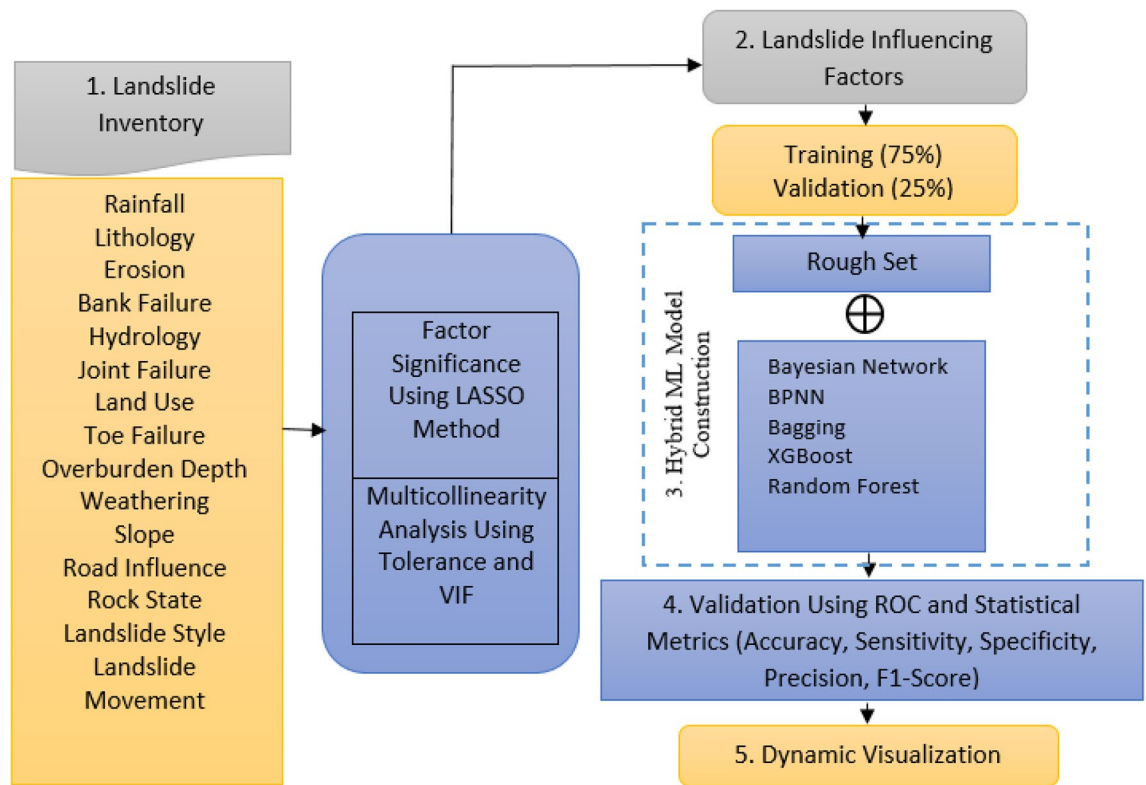 1. Landslide
Inventory
Rainfall
Lithology
Erosion
Bank Failure
Hydrology
Joint Failure
Land Use
Toe Failure
Overburden Depth
Weathering
Slope
Road Influence
Rock State
Landslide Style
Landslide
Movement
Factor
Significance
Using LASSO
Method
Multicollinearity
Analysis Using
Tolerance and
VIF
2. Landslide Influencing
Factors
Training (75%)
Validation (25%)
3. Hybrid ML Model
Construction
Rough Set
Bayesian Network
BPNN
Bagging
XGBoost
Random Forest
4. Validation Using ROC and Statistical
Metrics (Accuracy, Sensitivity, Specificity,
Precision, F1-Score)
5. Dynamic Visualization